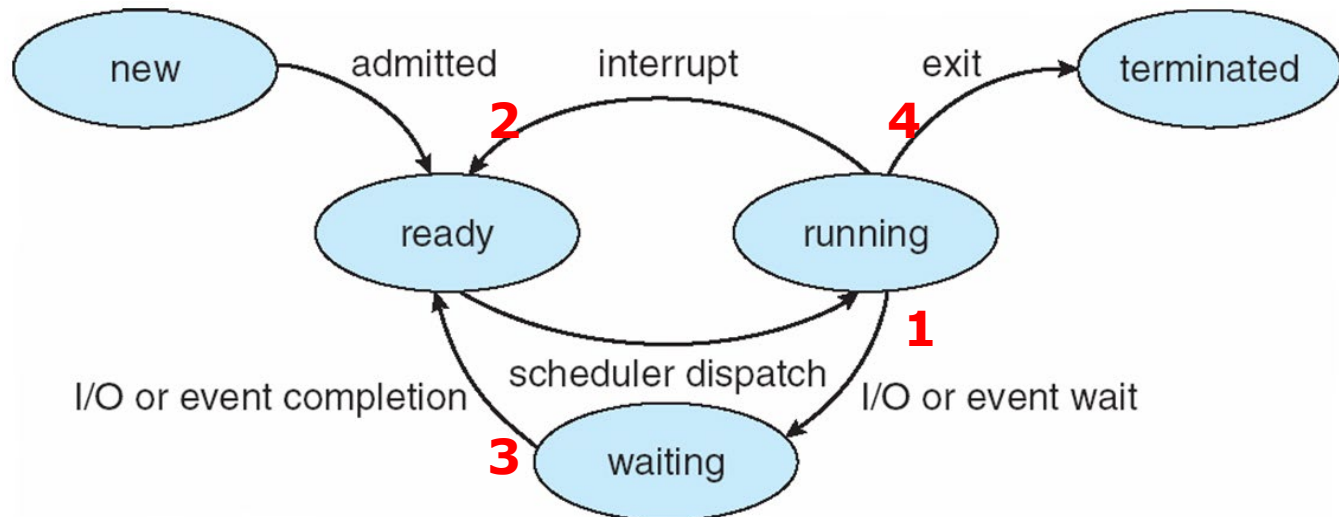 new
admitted
interrupt
exit
terminated
2
4
ready
running
1
scheduler dispatch
I/O or event completion
I/O or event wait
3
waiting